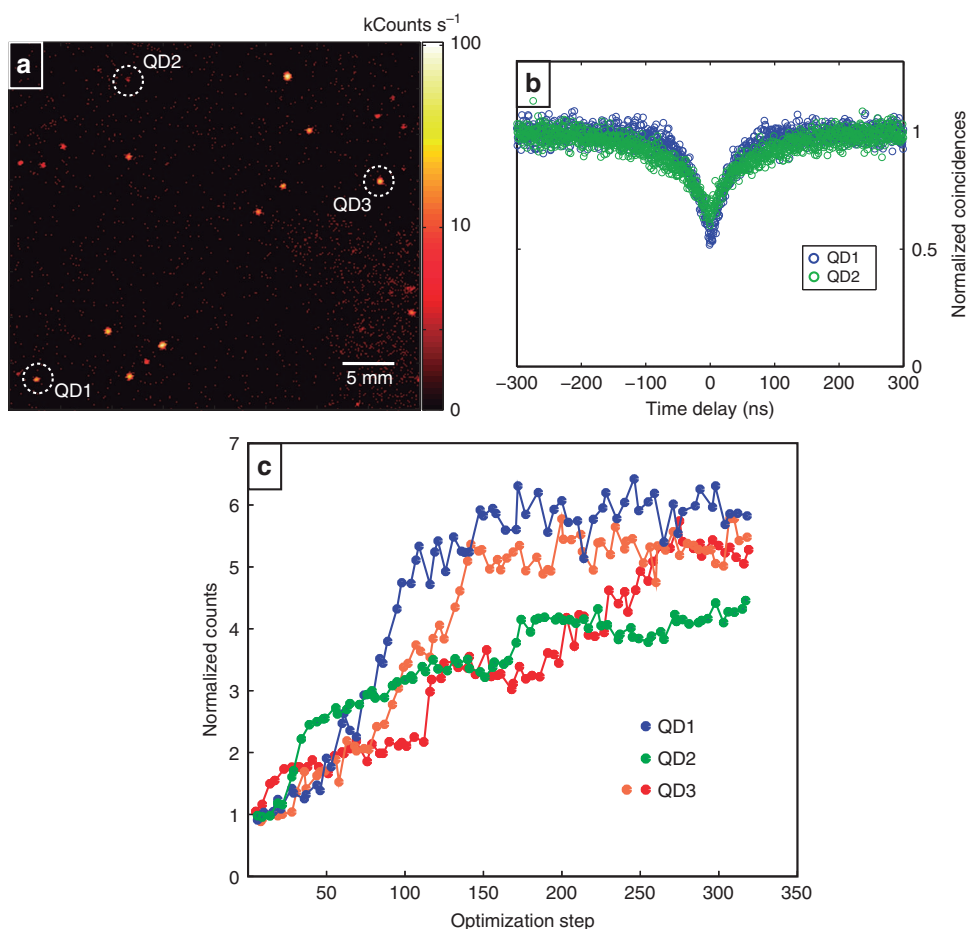 kCounts s⁻¹
a
QD2
QD3
QD1
5 mm
100
10
0
b
QD1
QD2
1
0.5
0
Normalized coincidences
−300
−200
−100
0
100
200
300
Time delay (ns)
c
7
6
5
4
3
2
1
0
Normalized counts
QD1
QD2
QD3
50
100
150
200
250
300
350
Optimization step